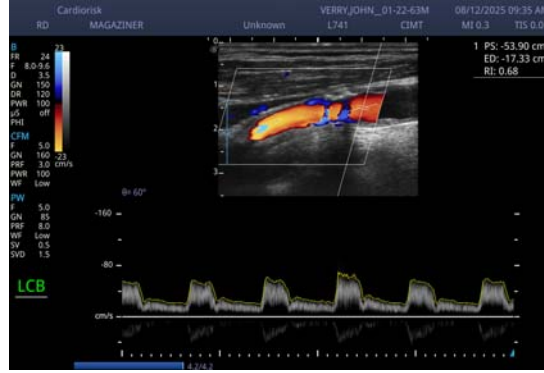 Cardiorisk VERRY,JOHN__01-22-63M 08/12/2025 09:35 AM
RD MAGAZINER Unknown L741 CIMT MI 0.3 TIS 0.0
B
FR 24
F 8.0-9.6
D 3.5
GN 150
DR 120
PWR 100
μS off
PHI
CFM
F 5.0
GN 160
PRF 3.0
PWR 100
WF Low
PW
F 5.0
GN 85
PRF 8.0
WF Low
SV 0.5
SVD 1.5
LCB
23
-23
cm/s
1
2
3
1 PS: -53.90 cm/s
ED: -17.33 cm/s
RI: 0.68
θ= 60°
-160
-80
cm/s
4.2/4.2